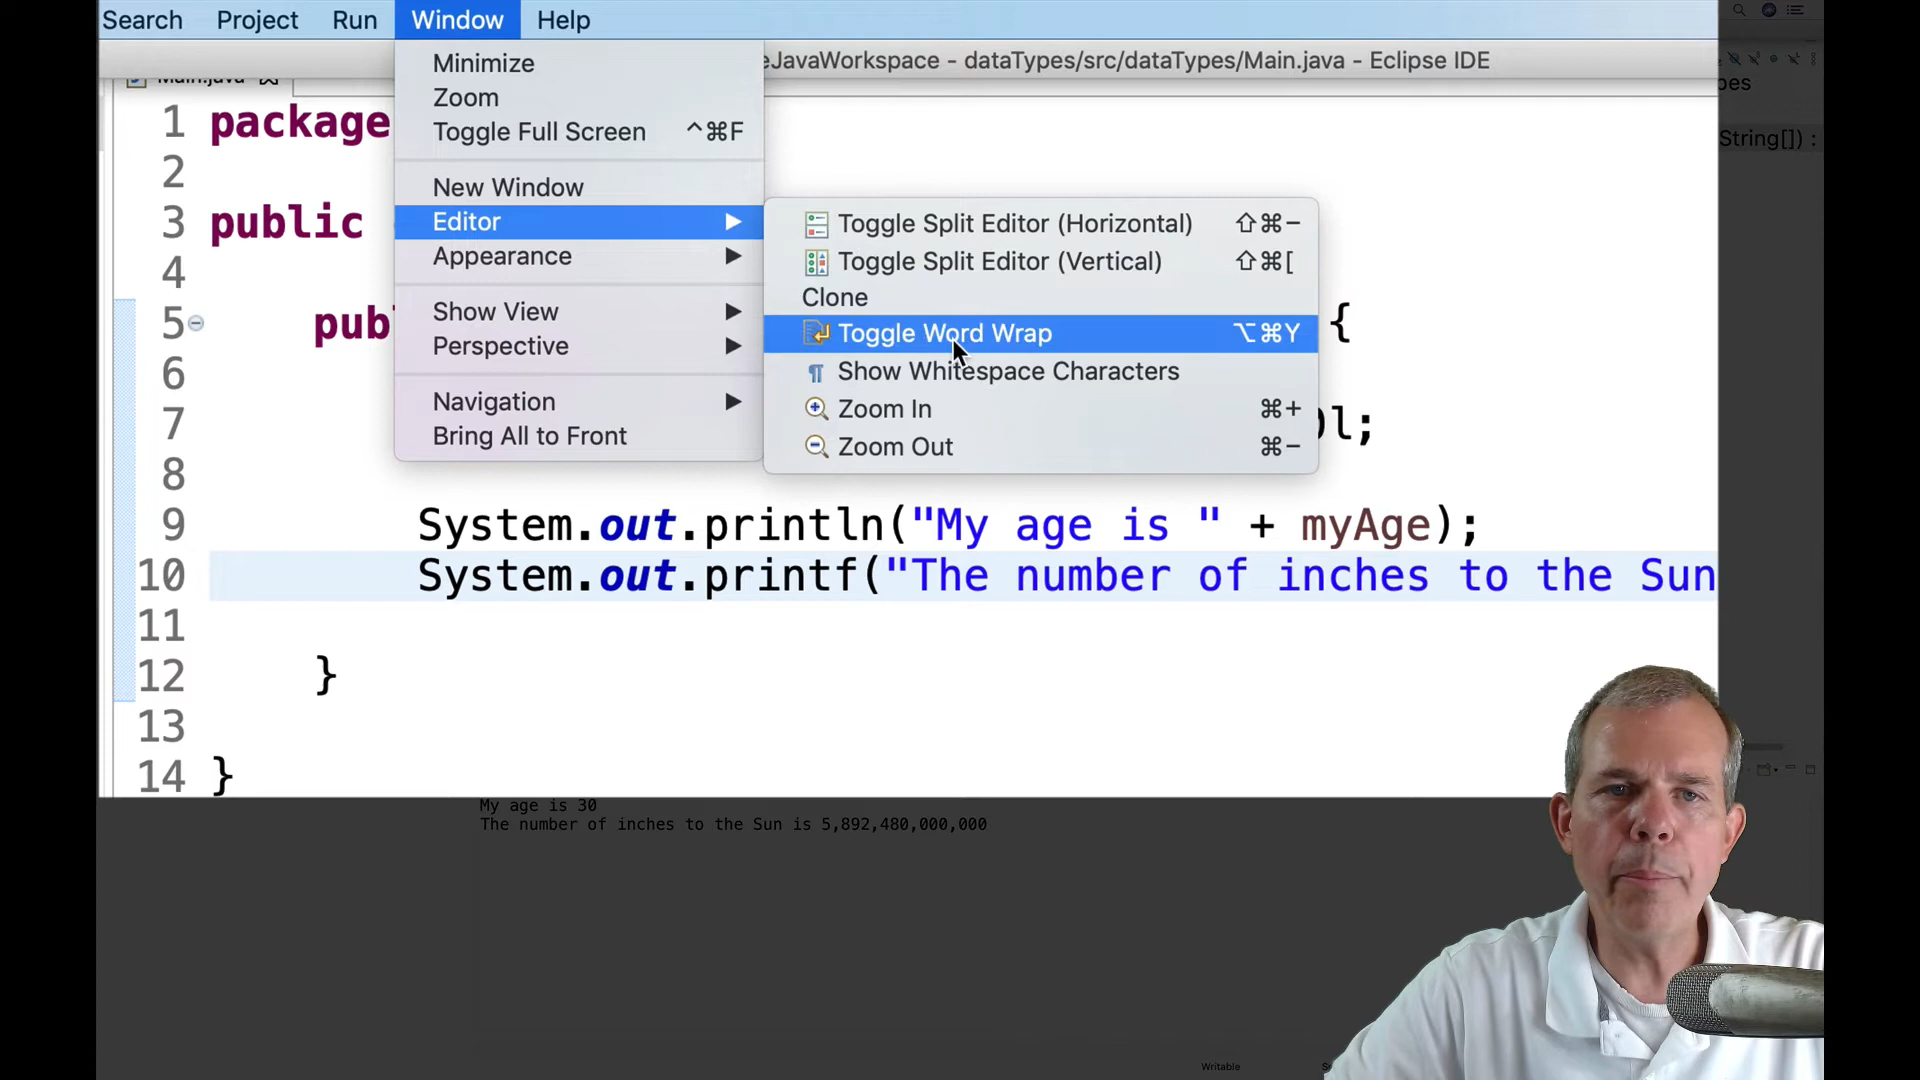 Search Project Run Window Help
eJavaWorkspace - dataTypes/src/dataTypes/Main.java - Eclipse IDE
Main.java
Minimize
Zoom
Toggle Full Screen ^⌘F
New Window
Editor ▶
Appearance ▶
Show View ▶
Perspective ▶
Navigation ▶
Bring All to Front
Toggle Split Editor (Horizontal) ⇧⌘-
Toggle Split Editor (Vertical) ⇧⌘[
Clone
Toggle Word Wrap ⌥⌘Y
Show Whitespace Characters
Zoom In ⌘+
Zoom Out ⌘-
pes
String[]) :
1 package
2
3 public
4
5 pub {
6
7 0l;
8
9 System.out.println("My age is " + myAge);
10 System.out.printf("The number of inches to the Sun
11
12 }
13
14 }
My age is 30
The number of inches to the Sun is 5,892,480,000,000
Writable